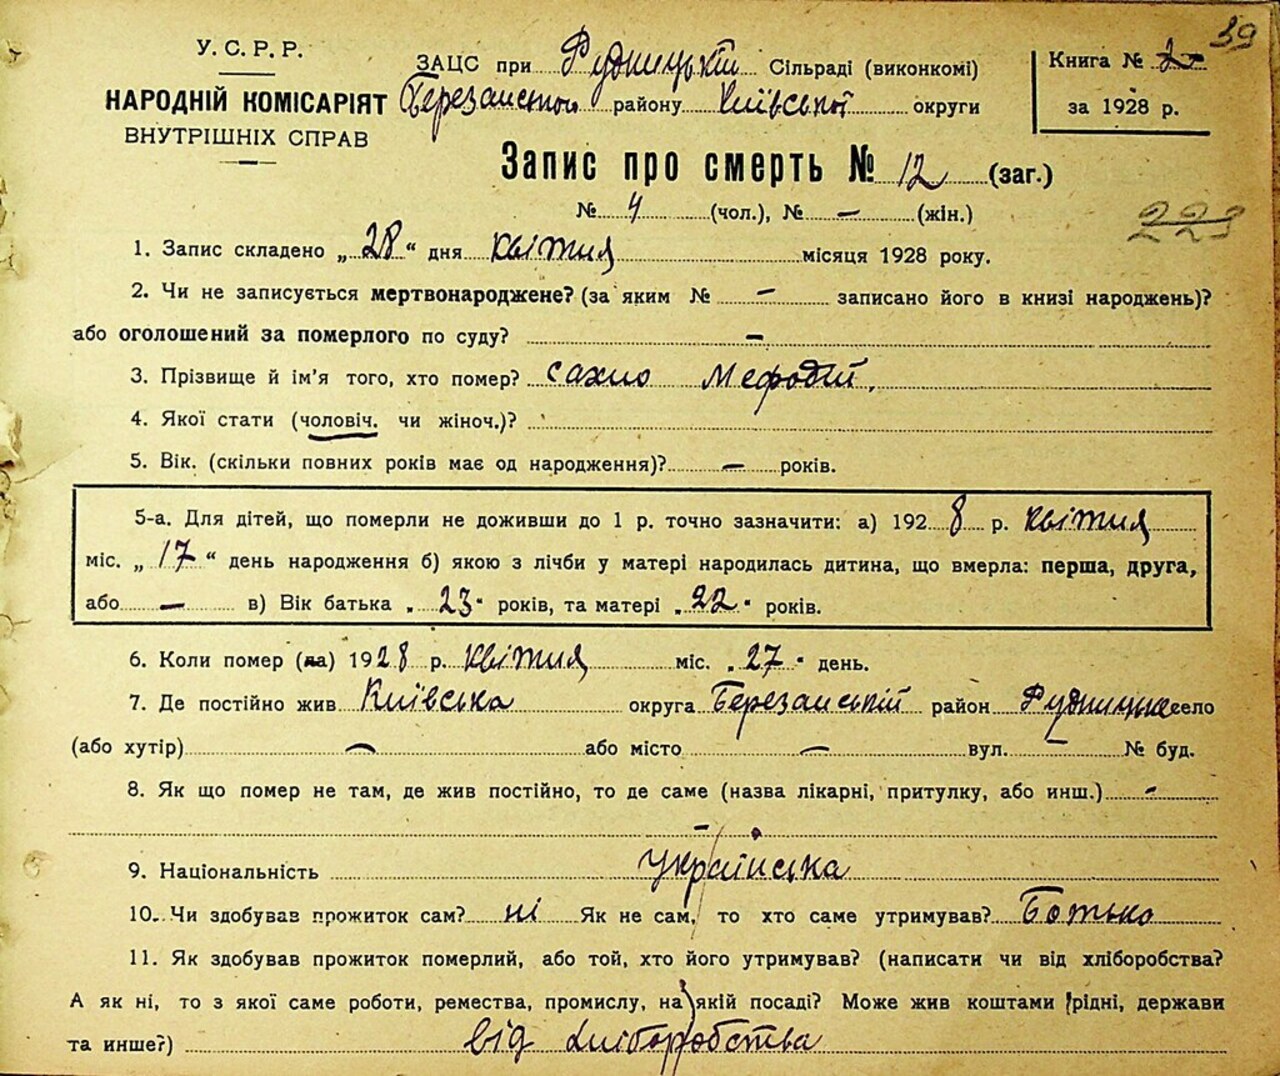 39
У. С. Р. Р.
НАРОДНІЙ КОМІСАРІЯТ
ВНУТРІШНІХ СПРАВ
ЗАЦС при Рудницькій Сільраді (виконкомі)
Березанського району Київської округи
Книга № 2
за 1928 р.
Запис про смерть № 12 (заг.)
№ 4 (чол.), № — (жін.)
223
1. Запис складено „28“ дня квітня місяця 1928 року.
2. Чи не записується мертвонароджене? (за яким № — записано його в книзі народжень)?
або оголошений за померлого по суду? —
3. Прізвище й ім'я того, хто помер? Сахно Мефодій.
4. Якої стати (чоловіч. чи жіноч.)?
5. Вік. (скільки повних років має од народження)? — років.
5-а. Для дітей, що померли не доживши до 1 р. точно зазначити: а) 1928 р. квітня
міс. „17“ день народження б) якою з лічби у матері народилась дитина, що вмерла: перша, друга,
або — в) Вік батька „23“ років, та матері „22“ років.
6. Коли помер (ла) 1928 р. квітня міс. „27“ день.
7. Де постійно жив Київська округа Березанській район Рудницьке село
(або хутір) — або місто — вул. — № буд.
8. Як що помер не там, де жив постійно, то де саме (назва лікарні, притулку, або инш.) —
—
9. Національність українська
10. Чи здобував прожиток сам? ні Як не сам, то хто саме утримував? Батько
11. Як здобував прожиток померлий, або той, хто його утримував? (написати чи від хліборобства?
А як ні, то з якої саме роботи, ремества, промислу, на якій посаді? Може жив коштами рідні, держави
та инше?) від хліборобства